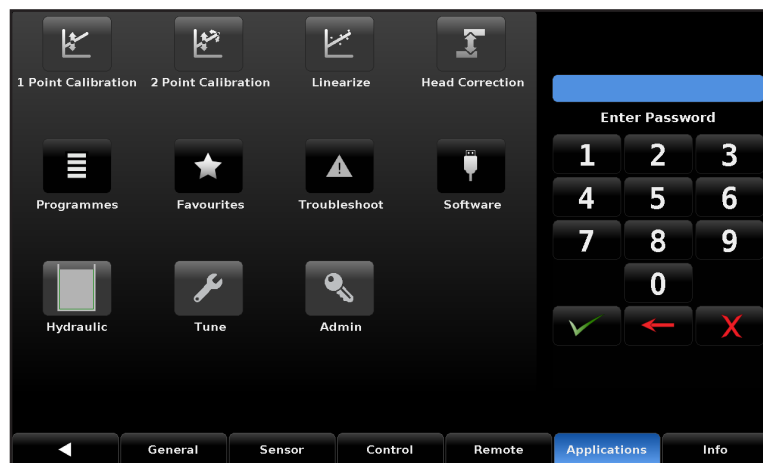 1 Point Calibration 2 Point Calibration Linearize Head Correction
Programmes Favourites Troubleshoot Software
Hydraulic Tune Admin
Enter Password
1 2 3
4 5 6
7 8 9
0
General Sensor Control Remote Applications Info